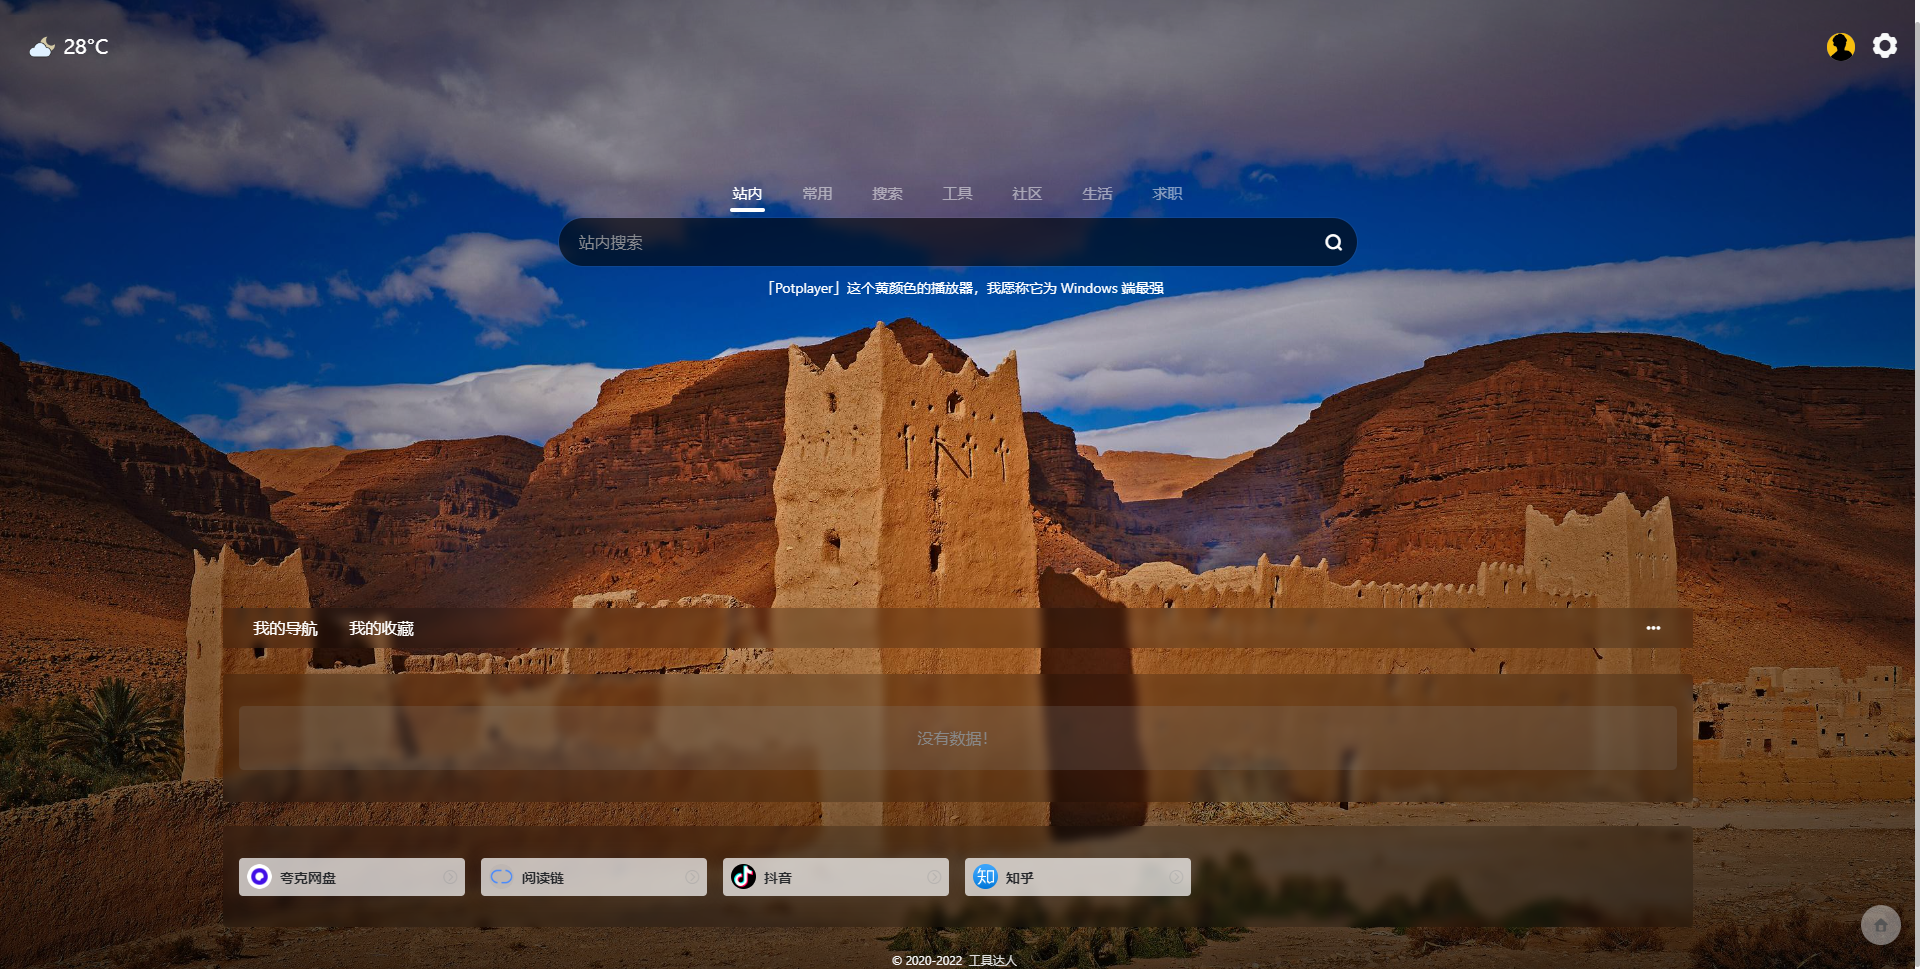 28°C
站内 常用 搜索 工具 社区 生活 求职
站内搜索
「Potplayer」这个黄颜色的播放器，我愿称它为 Windows 端最强
我的导航 我的收藏
没有数据！
夸克网盘 阅读链 抖音 知 知乎
© 2020-2022 工具达人